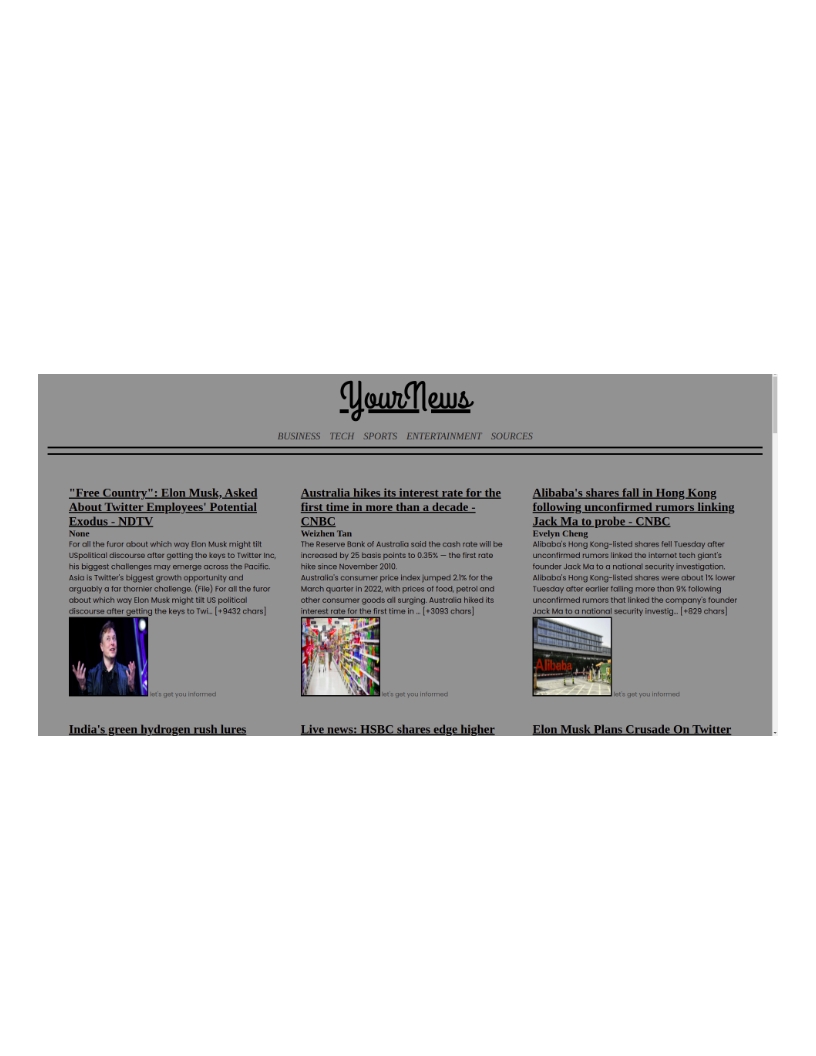 YourNews
BUSINESS TECH SPORTS ENTERTAINMENT SOURCES
"Free Country": Elon Musk, Asked
About Twitter Employees' Potential
Exodus - NDTV
None
For all the furor about which way Elon Musk might tilt
USpolitical discourse after getting the keys to Twitter Inc,
his biggest challenges may emerge across the Pacific.
Asia is Twitter's biggest growth opportunity and
arguably a far thornier challenge. (File) For all the furor
about which way Elon Musk might tilt US political
discourse after getting the keys to Twi… [+9432 chars]
let's get you informed
Australia hikes its interest rate for the
first time in more than a decade -
CNBC
Weizhen Tan
The Reserve Bank of Australia said the cash rate will be
increased by 25 basis points to 0.35% — the first rate
hike since November 2010.
Australia's consumer price index jumped 2.1% for the
March quarter in 2022, with prices of food, petrol and
other consumer goods all surging. Australia hiked its
interest rate for the first time in … [+3093 chars]
let's get you informed
Alibaba's shares fall in Hong Kong
following unconfirmed rumors linking
Jack Ma to probe - CNBC
Evelyn Cheng
Alibaba's Hong Kong-listed shares fell Tuesday after
unconfirmed rumors linked the internet tech giant's
founder Jack Ma to a national security investigation.
Alibaba's Hong Kong-listed shares were about 1% lower
Tuesday after earlier falling more than 9% following
unconfirmed rumors that linked the company's founder
Jack Ma to a national security investig… [+829 chars]
Alibaba
let's get you informed
India's green hydrogen rush lures
Live news: HSBC shares edge higher
Elon Musk Plans Crusade On Twitter